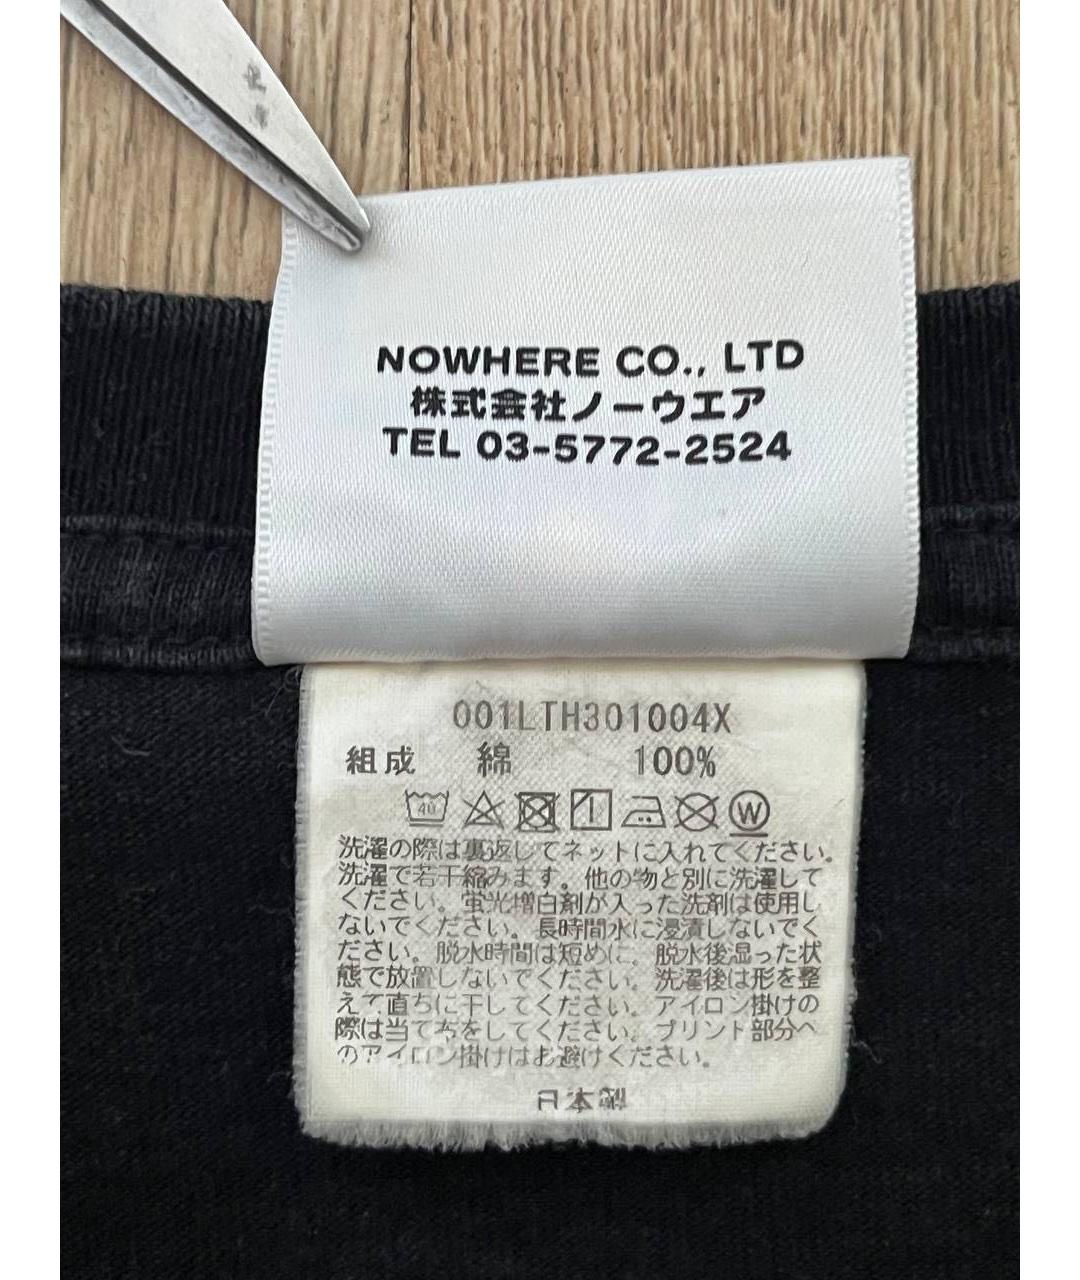 NOWHERE CO., LTD
株式会社ノーウエア
TEL 03-5772-2524
001LTH301004X
組成 綿 100%
40 W
洗濯の際は裏返してネットに入れてください。
洗濯で若干縮みます。他の物と別に洗濯して
ください。蛍光増白剤が入った洗剤は使用し
ないでください。長時間水に浸漬しないでく
ださい。脱水時間は短めに、脱水後湿った状
態で放置しないでください。洗濯後は形を整
えて直ちに干してください。アイロン掛けの
際は当て布をしてください。プリント部分へ
のアイロン掛けはお避けください。
日本製